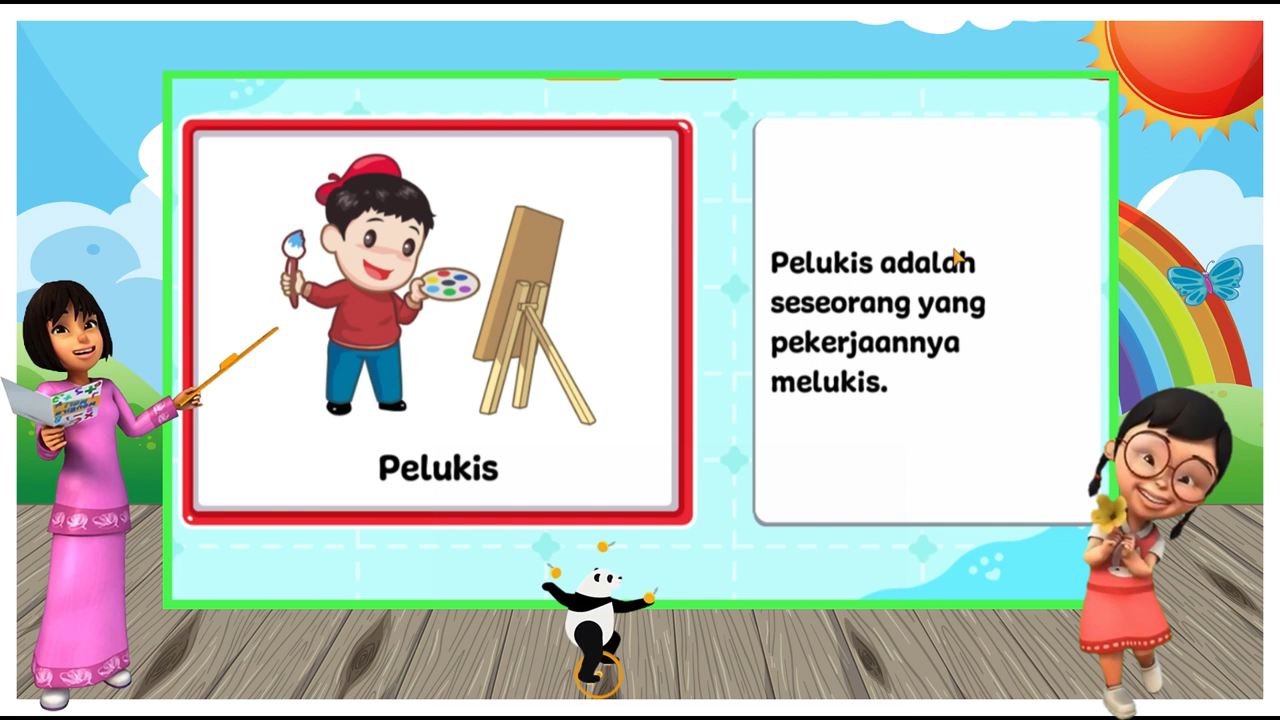 Pelukis
Pelukis adalah
seseorang yang
pekerjaannya
melukis.